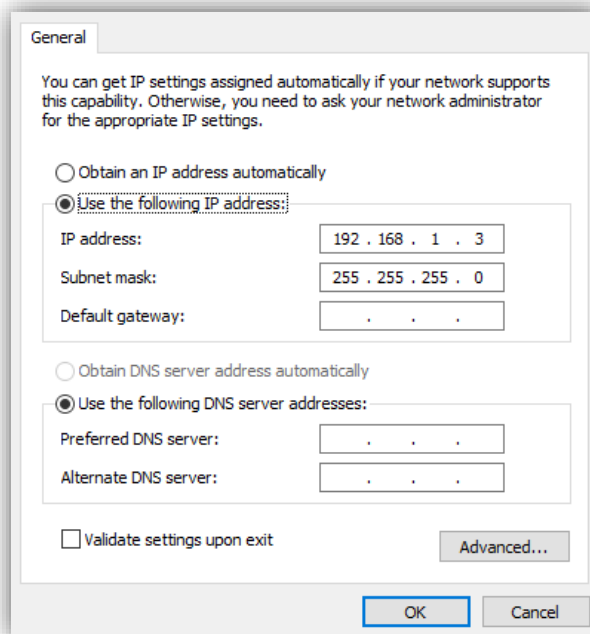 General
You can get IP settings assigned automatically if your network supports
this capability. Otherwise, you need to ask your network administrator
for the appropriate IP settings.
Obtain an IP address automatically
Use the following IP address:
IP address: 192 . 168 . 1 . 3
Subnet mask: 255 . 255 . 255 . 0
Default gateway: . . .
Obtain DNS server address automatically
Use the following DNS server addresses:
Preferred DNS server: . . .
Alternate DNS server: . . .
Validate settings upon exit
Advanced...
OK Cancel